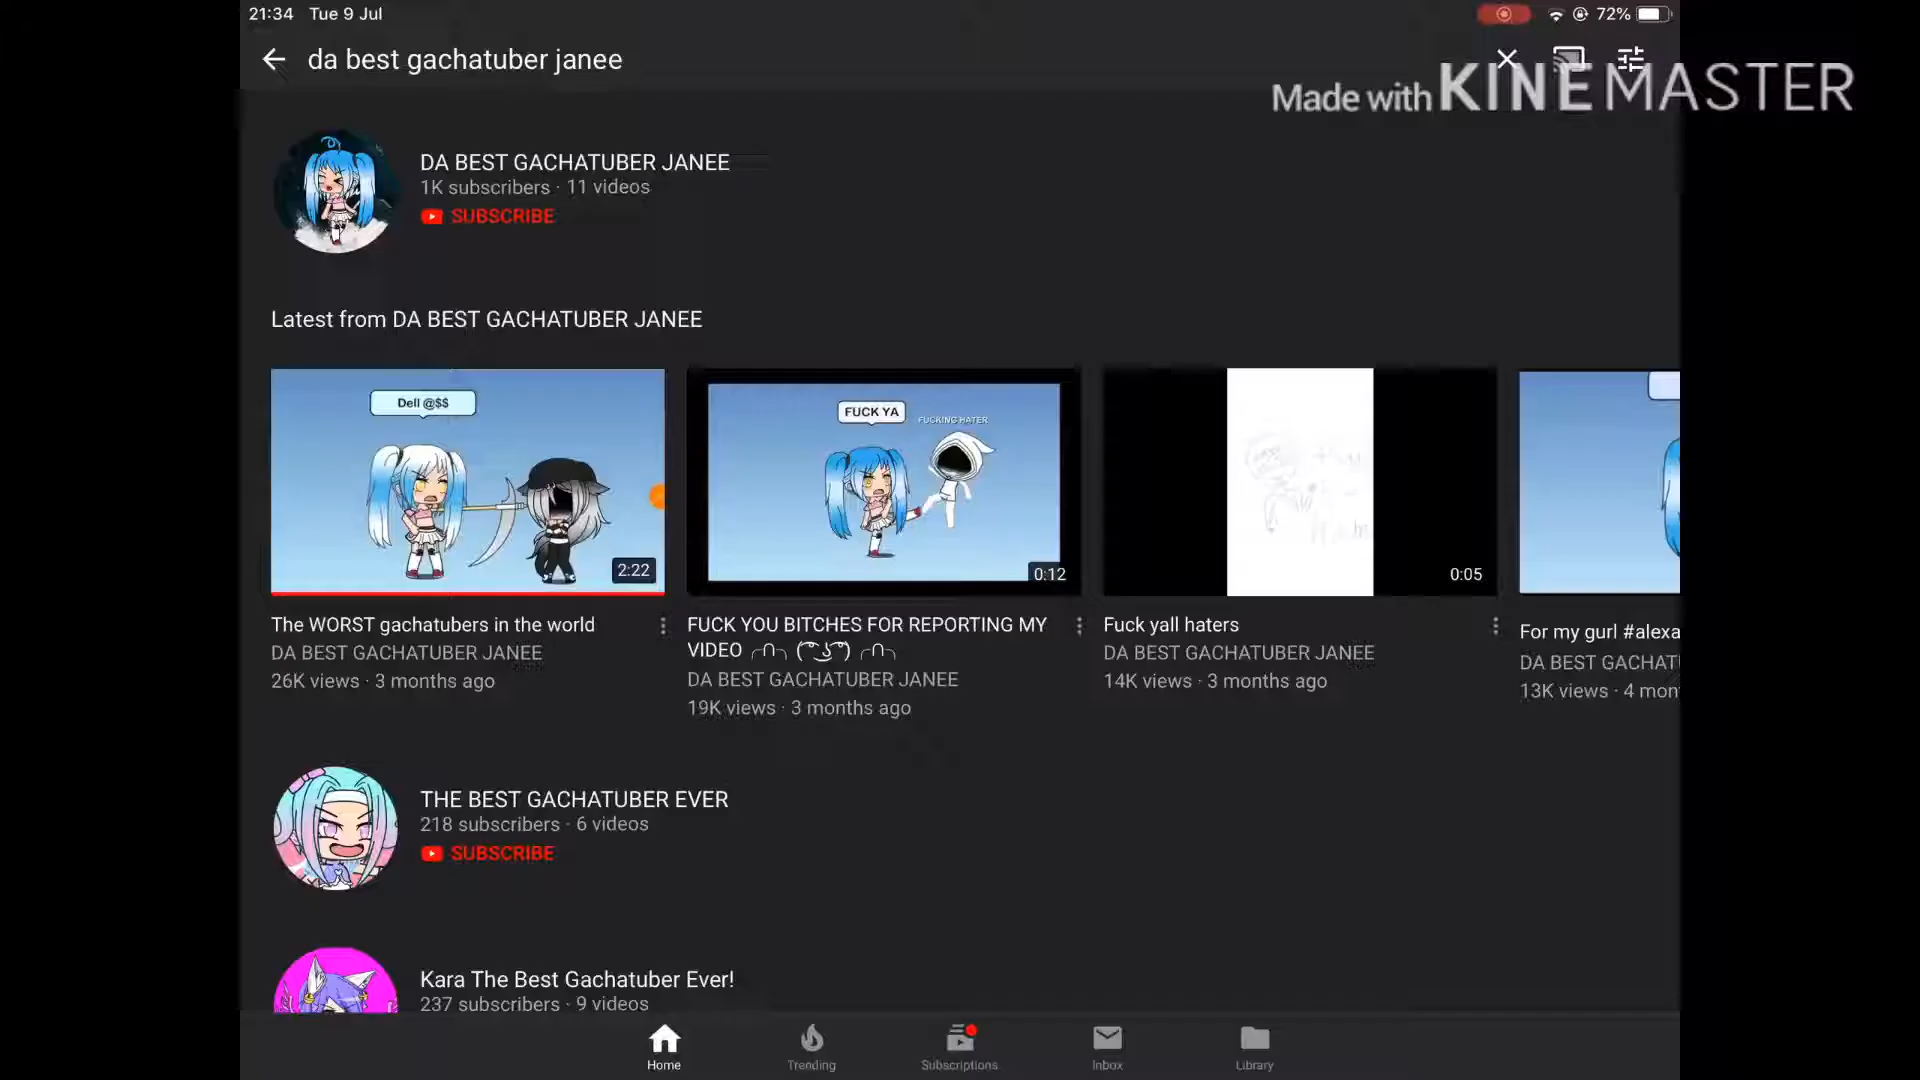 21:34 Tue 9 Jul
72%
da best gachatuber janee
Made with KINEMASTER
DA BEST GACHATUBER JANEE
1K subscribers · 11 videos
SUBSCRIBE
Latest from DA BEST GACHATUBER JANEE
Dell @$$
2:22
FUCK YA
FUCKING HATER
0:12
0:05
The WORST gachatubers in the world
DA BEST GACHATUBER JANEE
26K views · 3 months ago
FUCK YOU BITCHES FOR REPORTING MY
VIDEO ╭∩╮ ( ͡° ͜ʖ ͡°) ╭∩╮
DA BEST GACHATUBER JANEE
19K views · 3 months ago
Fuck yall haters
DA BEST GACHATUBER JANEE
14K views · 3 months ago
For my gurl #alexa
DA BEST GACHATU
13K views · 4 mon
THE BEST GACHATUBER EVER
218 subscribers · 6 videos
SUBSCRIBE
Kara The Best Gachatuber Ever!
237 subscribers · 9 videos
Home
Trending
Subscriptions
Inbox
Library